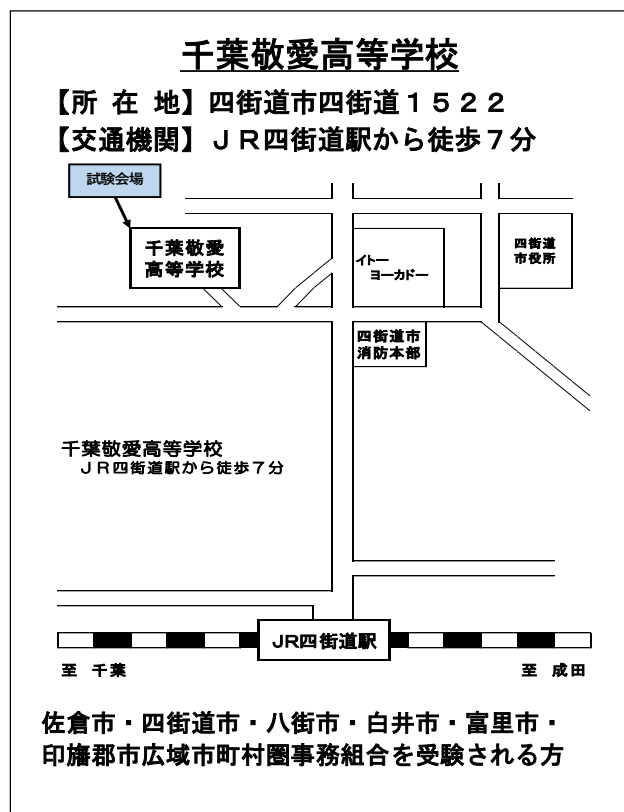 千葉敬愛高等学校
【所 在 地】四街道市四街道１５２２
【交通機関】ＪＲ四街道駅から徒歩７分
試験会場
千葉敬愛
高等学校
イトー
ヨーカドー
四街道
市役所
四街道市
消防本部
千葉敬愛高等学校
ＪＲ四街道駅から徒歩７分
JR四街道駅
至 千葉
至 成田
佐倉市・四街道市・八街市・白井市・富里市・
印旛郡市広域市町村圏事務組合を受験される方